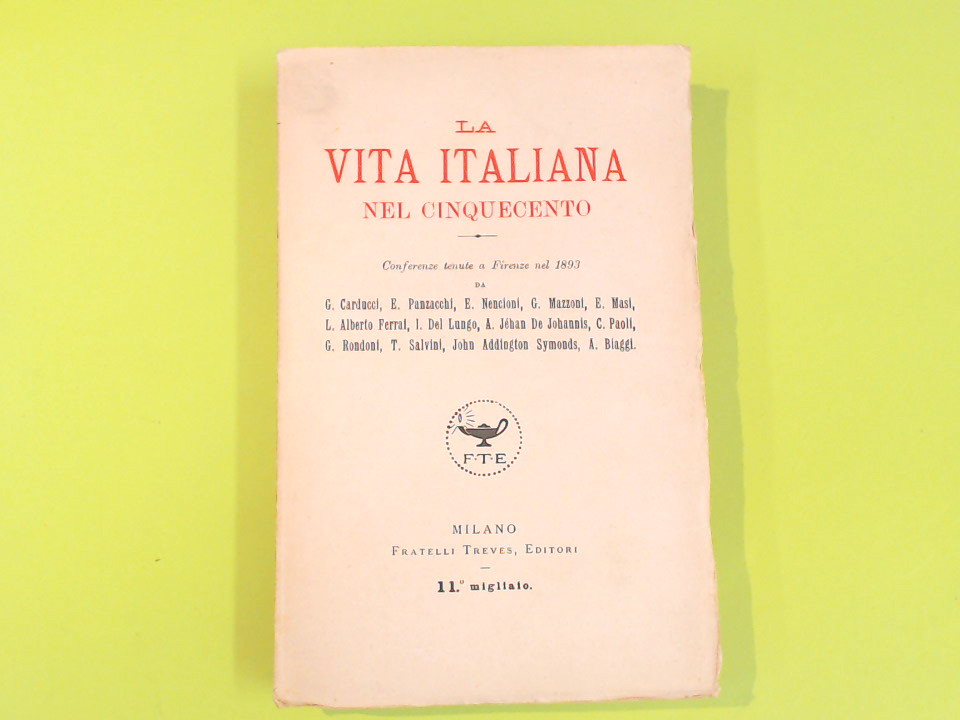 LA
VITA ITALIANA
NEL CINQUECENTO
Conferenze tenute a Firenze nel 1893
DA
G. Carducci, E. Panzacchi, E. Nencioni, G. Mazzoni, E. Masi,
L. Alberto Ferrai, I. Del Lungo, A. Jéhan De Johannis, C. Paoli,
G. Rondoni, T. Salvini, John Addington Symonds, A. Biaggi.
F·T·E
MILANO
FRATELLI TREVES, EDITORI
11.º migliaio.